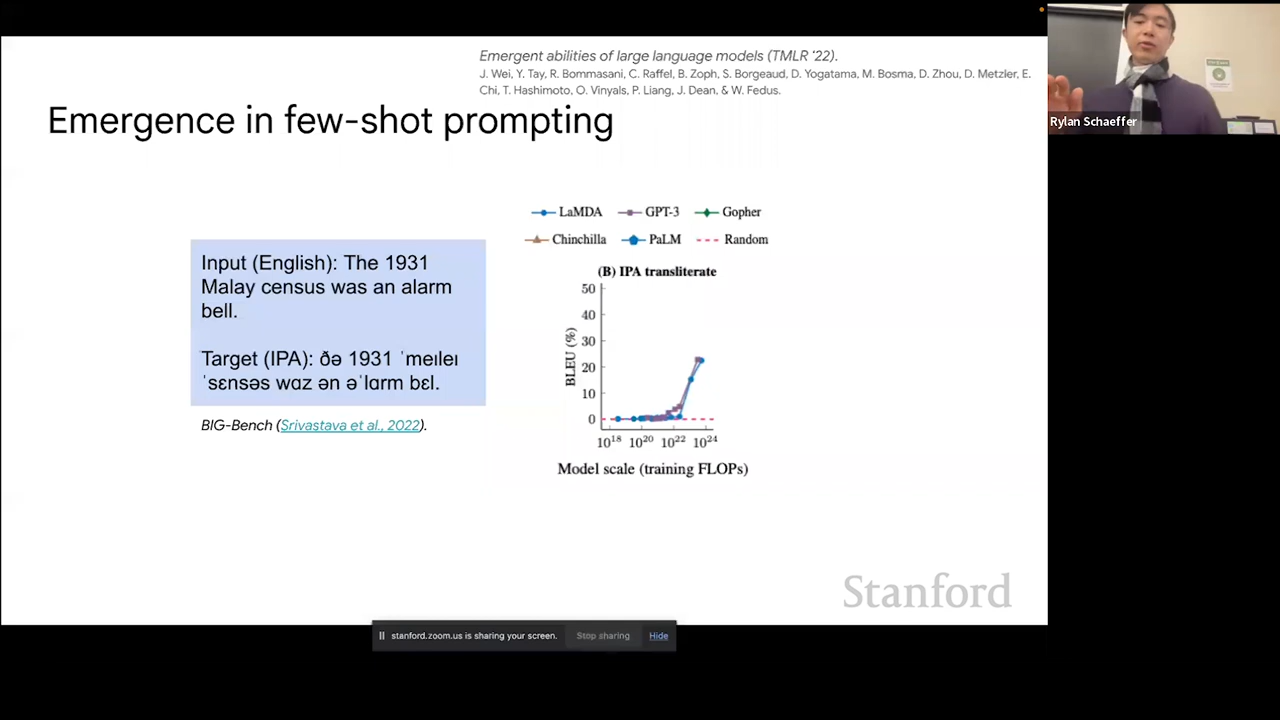 Emergent abilities of large language models (TMLR '22).
J. Wei, Y. Tay, R. Bommasani, C. Raffel, B. Zoph, S. Borgeaud, D. Yogatama, M. Bosma, D. Zhou, D. Metzler, E.
Chi, T. Hashimoto, O. Vinyals, P. Liang, J. Dean, & W. Fedus.
Rylan Schaeffer
Emergence in few-shot prompting
Input (English): The 1931
Malay census was an alarm
bell.
Target (IPA): ðə 1931 ˈmeɪleɪ
ˈsɛnsəs wɑz ən əˈlɑrm bɛl.
BIG-Bench (Srivastava et al., 2022).
LaMDA GPT-3 Gopher
Chinchilla PaLM Random
(B) IPA transliterate
BLEU (%)
50
40
30
20
10
0
10¹⁸ 10²⁰ 10²² 10²⁴
Model scale (training FLOPs)
Stanford
stanford.zoom.us is sharing your screen. Stop sharing Hide